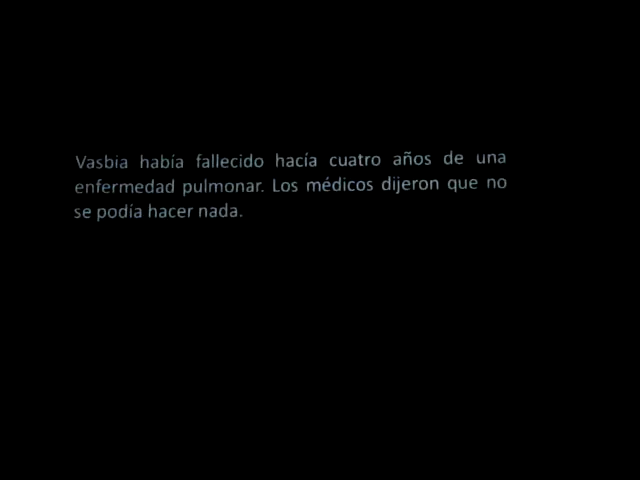 Vasbia había fallecido hacía cuatro años de una
enfermedad pulmonar. Los médicos dijeron que no
se podía hacer nada.